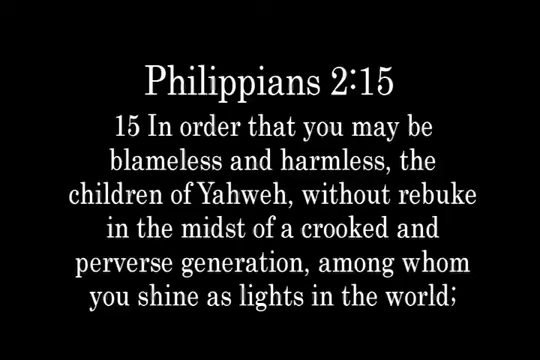 Philippians 2:15
15 In order that you may be
blameless and harmless, the
children of Yahweh, without rebuke
in the midst of a crooked and
perverse generation, among whom
you shine as lights in the world;